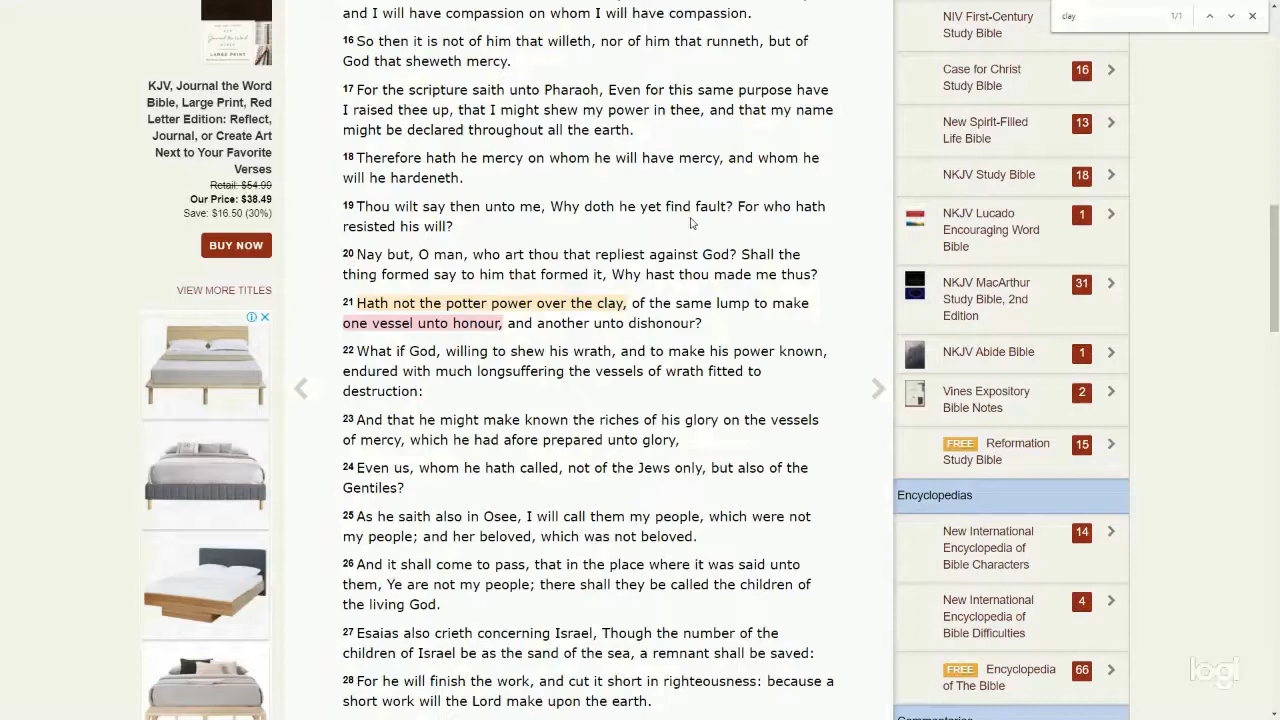 KJV, Journal the Word
Bible, Large Print, Red
Letter Edition: Reflect,
Journal, or Create Art
Next to Your Favorite
Verses
Retail: $54.99
Our Price: $38.49
Save: $16.50 (30%)
BUY NOW
VIEW MORE TITLES
and I will have compassion on whom I will have compassion.
16 So then it is not of him that willeth, nor of him that runneth, but of
God that sheweth mercy.
17 For the scripture saith unto Pharaoh, Even for this same purpose have
I raised thee up, that I might shew my power in thee, and that my name
might be declared throughout all the earth.
18 Therefore hath he mercy on whom he will have mercy, and whom he
will he hardeneth.
19 Thou wilt say then unto me, Why doth he yet find fault? For who hath
resisted his will?
20 Nay but, O man, who art thou that repliest against God? Shall the
thing formed say to him that formed it, Why hast thou made me thus?
21 Hath not the potter power over the clay, of the same lump to make
one vessel unto honour, and another unto dishonour?
22 What if God, willing to shew his wrath, and to make his power known,
endured with much longsuffering the vessels of wrath fitted to
destruction:
23 And that he might make known the riches of his glory on the vessels
of mercy, which he had afore prepared unto glory,
24 Even us, whom he hath called, not of the Jews only, but also of the
Gentiles?
25 As he saith also in Osee, I will call them my people, which were not
my people; and her beloved, which was not beloved.
26 And it shall come to pass, that in the place where it was said unto
them, Ye are not my people; there shall they be called the children of
the living God.
27 Esaias also crieth concerning Israel, Though the number of the
children of Israel be as the sand of the sea, a remnant shall be saved:
28 For he will finish the work, and cut it short in righteousness: because a
short work will the Lord make upon the earth.
clay 1/1
NIV First-Century
Study Bible
Case for Christ 16
Study Bible
New Spirit-Filled 13
Life Bible
NKJV Study Bible 18
NKJV Lucado 1
Encouraging Word
Bible
NKJV MacArthur 31
Study Bible, 2nd
Edition
NKJV Abide Bible 1
Vines Expository 2
Bible Notes
FREE Reformation 15
Study Bible
Encyclopedias
New International 14
Encyclopedia of
Bible Characters
New International 4
Encyclopedia of
Bible Difficulties
FREE Encyclopedia 66
of The Bible
logi